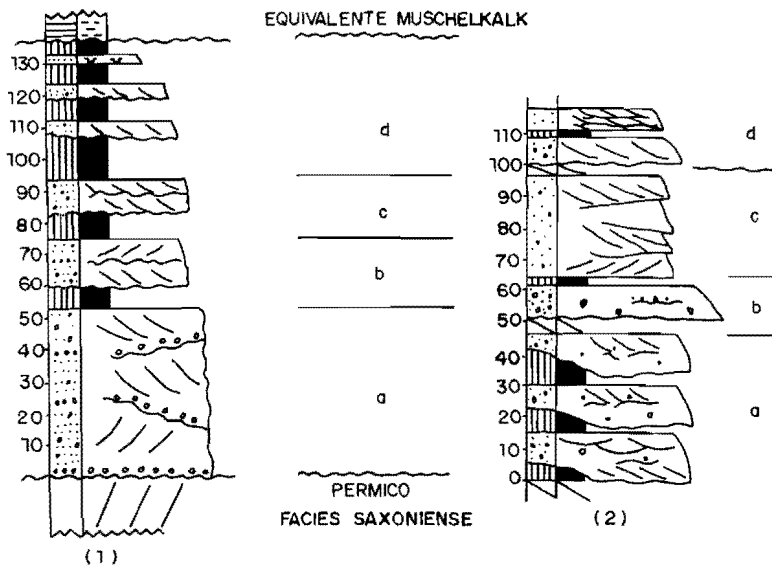 EQUIVALENTE MUSCHELKALK
130
120
110
100
90
80
70
60
50
40
30
20
10
0
d
c
b
a
PERMICO
FACIES SAXONIENSE
(1)
110
100
90
80
70
60
50
40
30
20
10
0
d
c
b
a
(2)